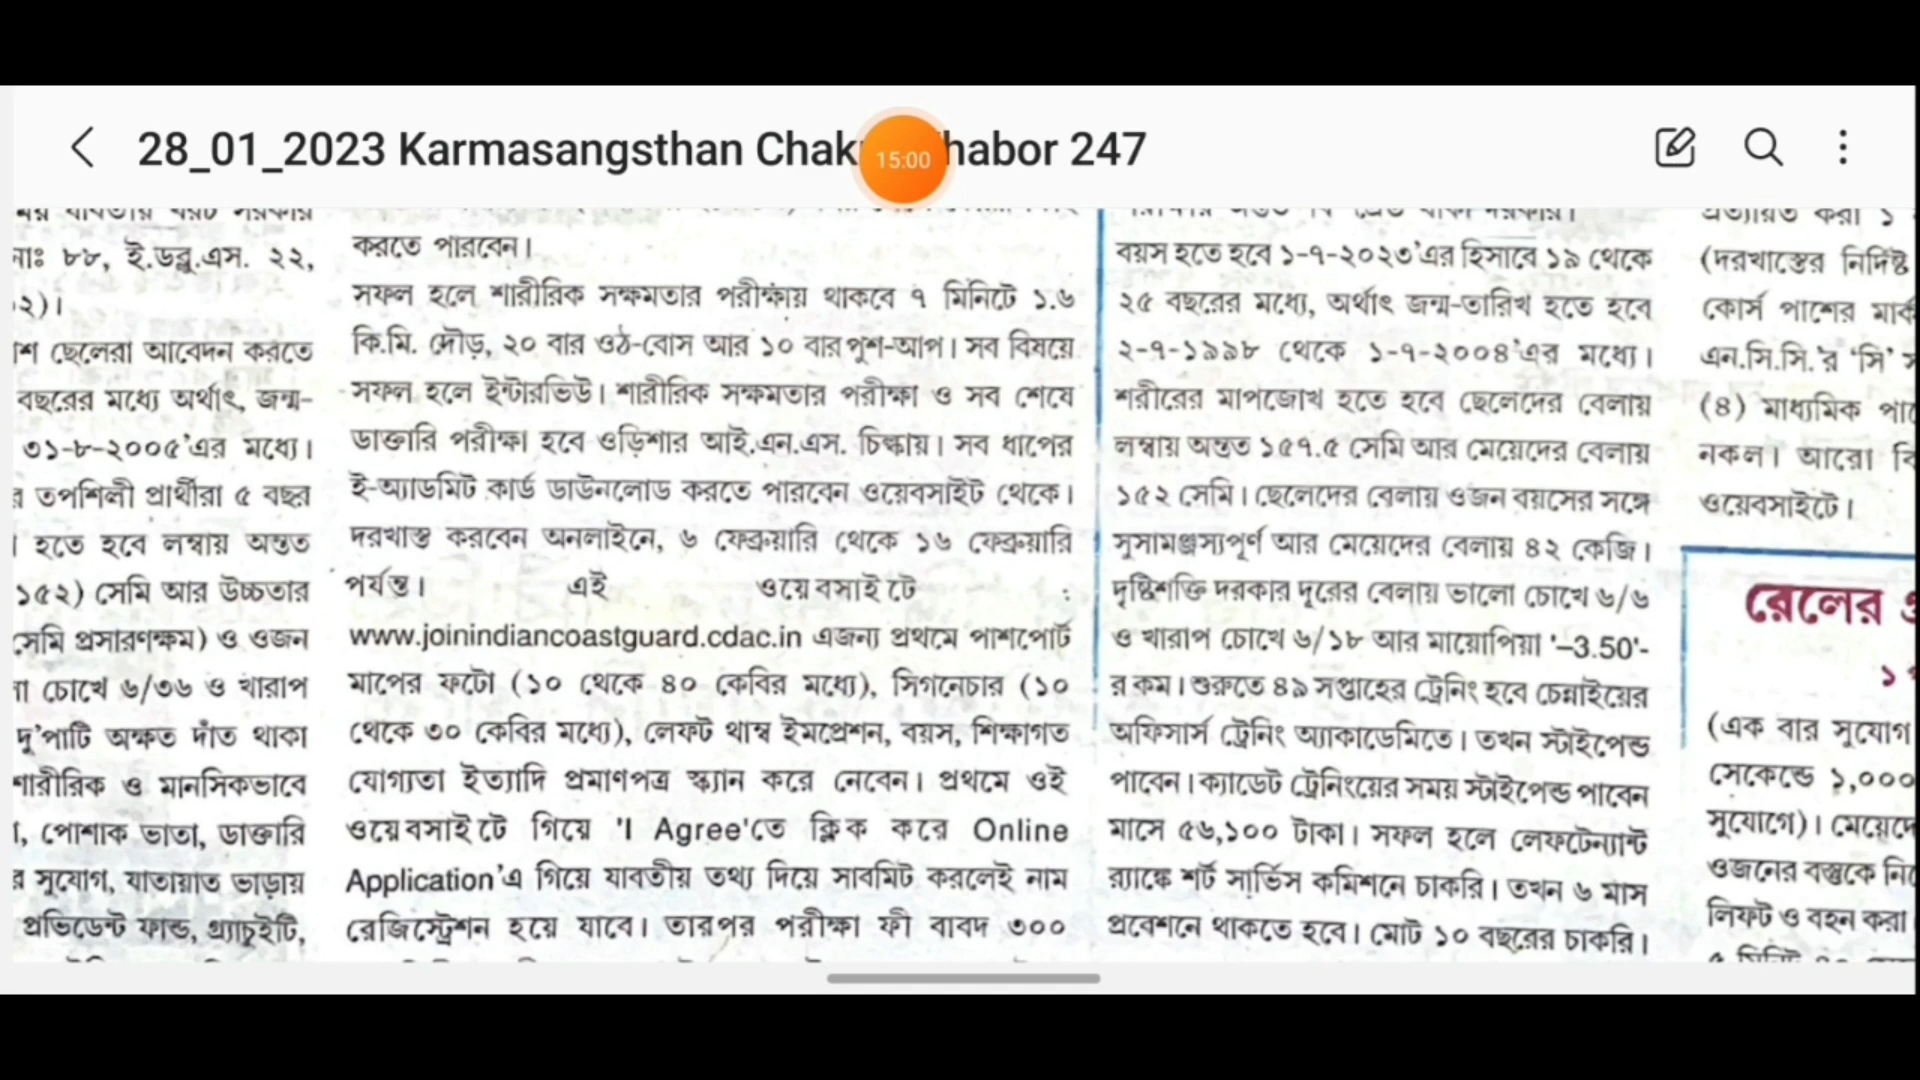 28_01_2023 Karmasangsthan Chak habor 247
15:00
নাঃ ৮৮, ই.ডব্লু.এস. ২২,
২)।
শ ছেলেরা আবেদন করতে
বছরের মধ্যে অর্থাৎ, জন্ম-
৩১-৮-২০০৫'এর মধ্যে।
র তপশিলী প্রার্থীরা ৫ বছর
। হতে হবে লম্বায় অন্তত
১৫২) সেমি আর উচ্চতার
সেমি প্রসারণক্ষম) ও ওজন
চোখে ৬/৩৬ ও খারাপ
দু'পাটি অক্ষত দাঁত থাকা
শারীরিক ও মানসিকভাবে
, পোশাক ভাতা, ডাক্তারি
র সুযোগ, যাতায়াত ভাড়ায়
প্রভিডেন্ট ফান্ড, গ্র্যাচুইটি,
করতে পারবেন।
সফল হলে শারীরিক সক্ষমতার পরীক্ষায় থাকবে ৭ মিনিটে ১.৬
কি.মি. দৌড়, ২০ বার ওঠ-বোস আর ১০ বার পুশ-আপ। সব বিষয়ে
সফল হলে ইন্টারভিউ। শারীরিক সক্ষমতার পরীক্ষা ও সব শেষে
ডাক্তারি পরীক্ষা হবে ওড়িশার আই.এন.এস. চিল্কায়। সব ধাপের
ই-অ্যাডমিট কার্ড ডাউনলোড করতে পারবেন ওয়েবসাইট থেকে।
দরখাস্ত করবেন অনলাইনে, ৬ ফেব্রুয়ারি থেকে ১৬ ফেব্রুয়ারি
পর্যন্ত। এই ওয়েবসাইটে :
www.joinindiancoastguard.cdac.in এজন্য প্রথমে পাশপোর্ট
মাপের ফটো (১০ থেকে ৪০ কেবির মধ্যে), সিগনেচার (১০
থেকে ৩০ কেবির মধ্যে), লেফট থাম্ব ইমপ্রেশন, বয়স, শিক্ষাগত
যোগ্যতা ইত্যাদি প্রমাণপত্র স্ক্যান করে নেবেন। প্রথমে ওই
ওয়েবসাইটে গিয়ে 'I Agree'তে ক্লিক করে Online
Application'এ গিয়ে যাবতীয় তথ্য দিয়ে সাবমিট করলেই নাম
রেজিস্ট্রেশন হয়ে যাবে। তারপর পরীক্ষা ফী বাবদ ৩০০
বয়স হতে হবে ১-৭-২০২৩'এর হিসাবে ১৯ থেকে
২৫ বছরের মধ্যে, অর্থাৎ জন্ম-তারিখ হতে হবে
২-৭-১৯৯৮ থেকে ১-৭-২০০৪'এর মধ্যে।
শরীরের মাপজোখ হতে হবে ছেলেদের বেলায়
লম্বায় অন্তত ১৫৭.৫ সেমি আর মেয়েদের বেলায়
১৫২ সেমি। ছেলেদের বেলায় ওজন বয়সের সঙ্গে
সুসামঞ্জস্যপূর্ণ আর মেয়েদের বেলায় ৪২ কেজি।
দৃষ্টিশক্তি দরকার দূরের বেলায় ভালো চোখে ৬/৬
ও খারাপ চোখে ৬/১৮ আর মায়োপিয়া '–3.50'-
র কম। শুরুতে ৪৯ সপ্তাহের ট্রেনিং হবে চেন্নাইয়ের
অফিসার্স ট্রেনিং অ্যাকাডেমিতে। তখন স্টাইপেন্ড
পাবেন। ক্যাডেট ট্রেনিংয়ের সময় স্টাইপেন্ড পাবেন
মাসে ৫৬,১০০ টাকা। সফল হলে লেফটেন্যান্ট
র‍্যাঙ্কে শর্ট সার্ভিস কমিশনে চাকরি। তখন ৬ মাস
প্রবেশনে থাকতে হবে। মোট ১০ বছরের চাকরি।
প্রত্যয়িত করা ১
(দরখাস্তের নির্দিষ্ট
কোর্স পাশের মার্ক
এন.সি.সি.'র 'সি'
(৪) মাধ্যমিক পা
নকল। আরো বি
ওয়েবসাইটে।
রেলের
১
(এক বার সুযোগ
সেকেন্ডে ১,০০০
সুযোগে)। মেয়েদে
ওজনের বস্তুকে নি
লিফট ও বহন করা